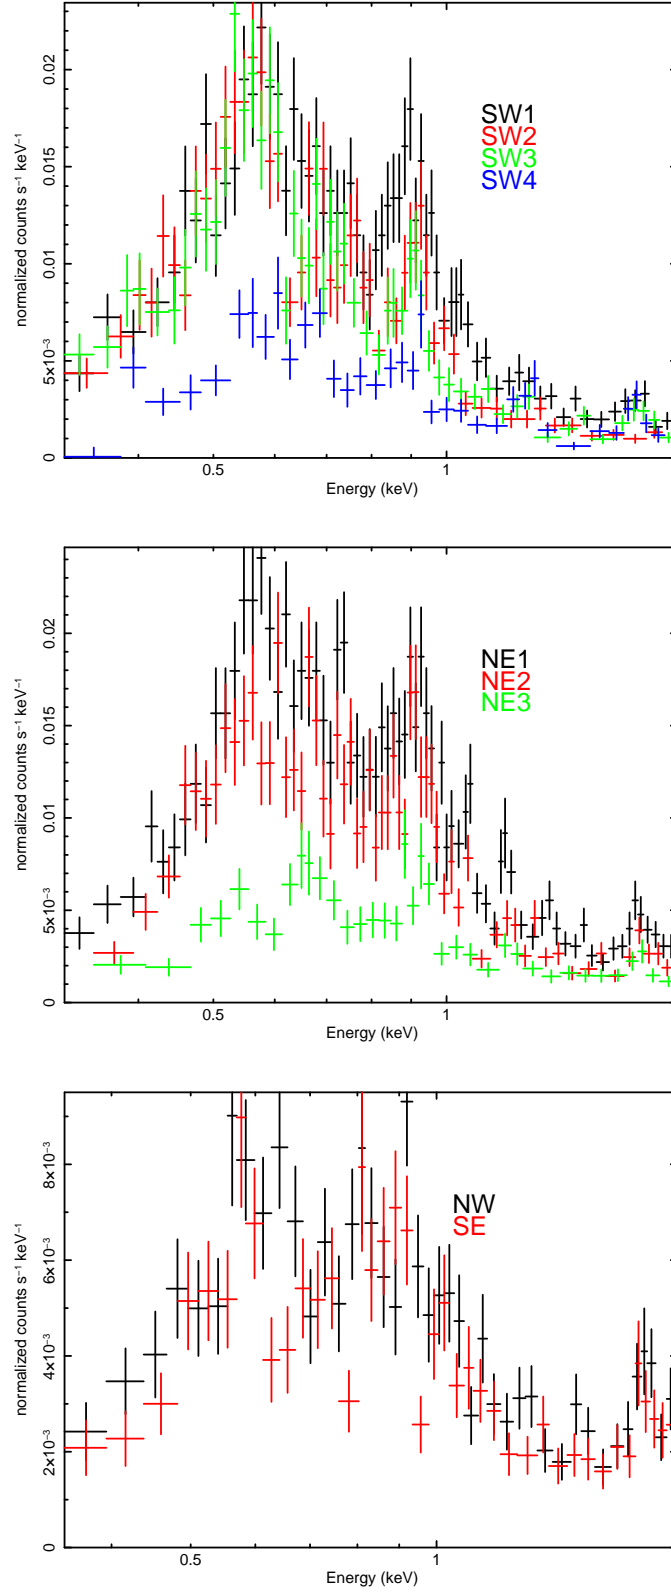 0.02
0.015
0.01
5×10⁻³
0
normalized counts s⁻¹ keV⁻¹
SW1
SW2
SW3
SW4
0.5
1
Energy (keV)
0.02
0.015
0.01
5×10⁻³
0
normalized counts s⁻¹ keV⁻¹
NE1
NE2
NE3
0.5
1
Energy (keV)
8×10⁻³
6×10⁻³
4×10⁻³
2×10⁻³
0
normalized counts s⁻¹ keV⁻¹
NW
SE
0.5
1
Energy (keV)